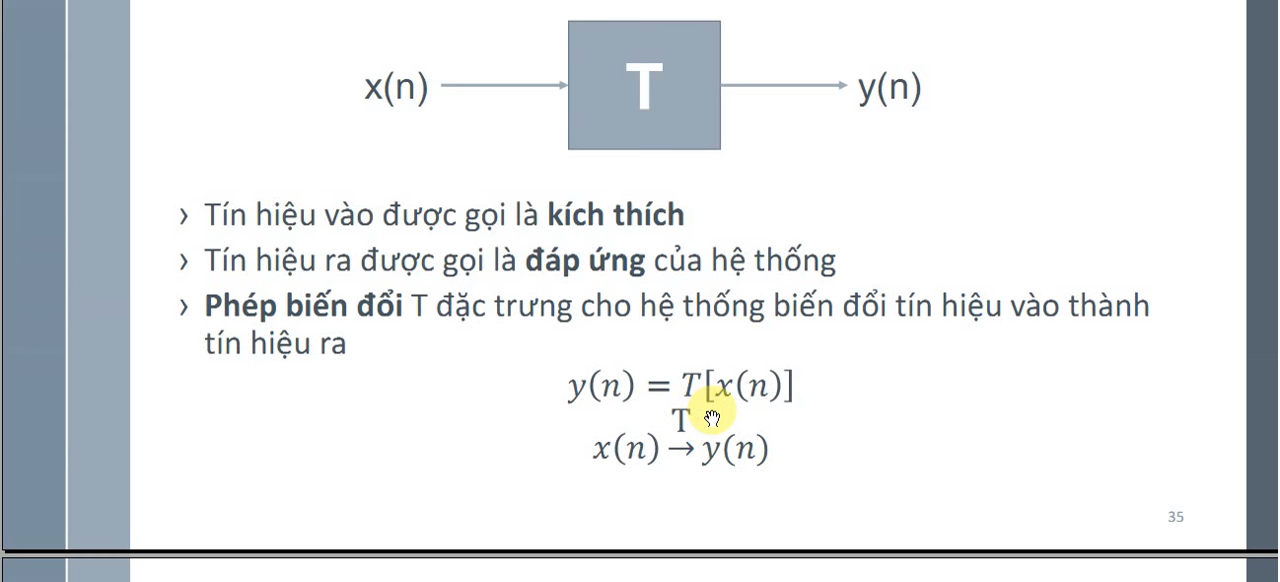 x(n) T y(n)
› Tín hiệu vào được gọi là kích thích
› Tín hiệu ra được gọi là đáp ứng của hệ thống
› Phép biến đổi T đặc trưng cho hệ thống biến đổi tín hiệu vào thành
tín hiệu ra
y(n) = T[x(n)]
T
x(n) → y(n)
35